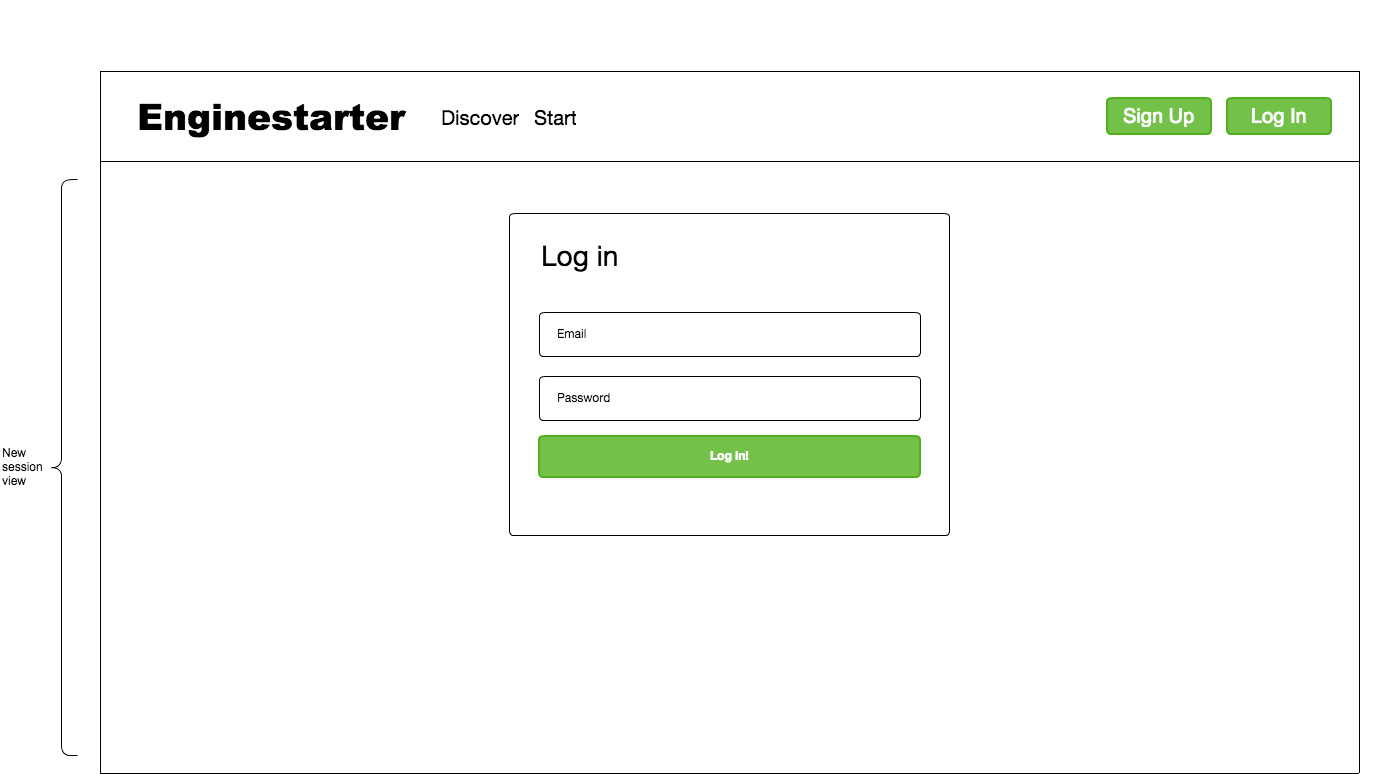 Enginestarter
Discover
Start
Sign Up
Log In
Log in
Email
Password
Log In!
New
session
view